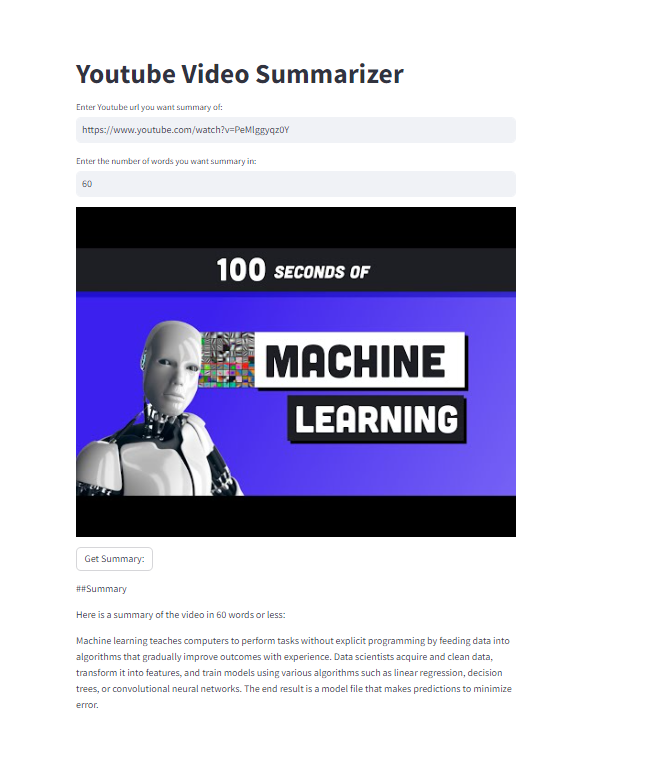 Youtube Video Summarizer
Enter Youtube url you want summary of:
https://www.youtube.com/watch?v=PeMlggyqz0Y
Enter the number of words you want summary in:
60
100 SECONDS OF
MACHINE
LEARNING
Get Summary:
##Summary
Here is a summary of the video in 60 words or less:
Machine learning teaches computers to perform tasks without explicit programming by feeding data into
algorithms that gradually improve outcomes with experience. Data scientists acquire and clean data,
transform it into features, and train models using various algorithms such as linear regression, decision
trees, or convolutional neural networks. The end result is a model file that makes predictions to minimize
error.